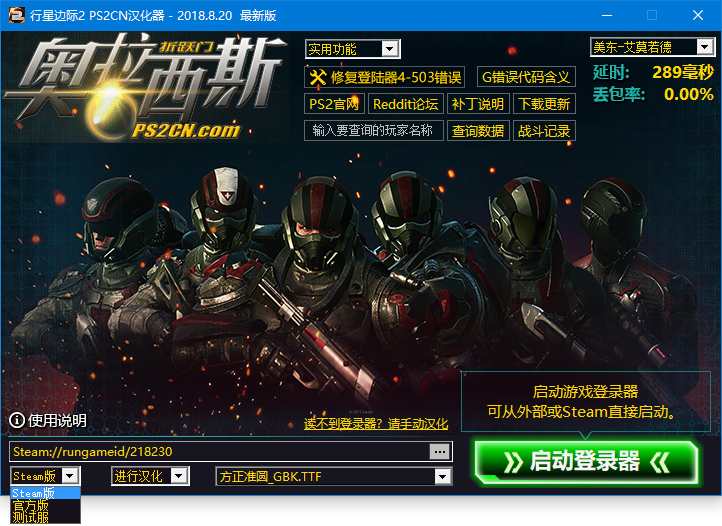 行星边际2 PS2CN汉化器 - 2018.8.20 最新版
奥拉西斯
折跃门
PS2CN.com
实用功能
美东-艾莫若德
修复登陆器4-503错误
G错误代码含义
延时: 289毫秒
PS2官网
Reddit论坛
补丁说明
下载更新
丢包率: 0.00%
输入要查询的玩家名称
查询数据
战斗记录
启动游戏登录器
可从外部或Steam直接启动。
使用说明
读不到登录器？请手动汉化
Steam://rungameid/218230
...
启动登录器
Steam版
进行汉化
方正准圆_GBK.TTF
Steam版
官方版
测试服